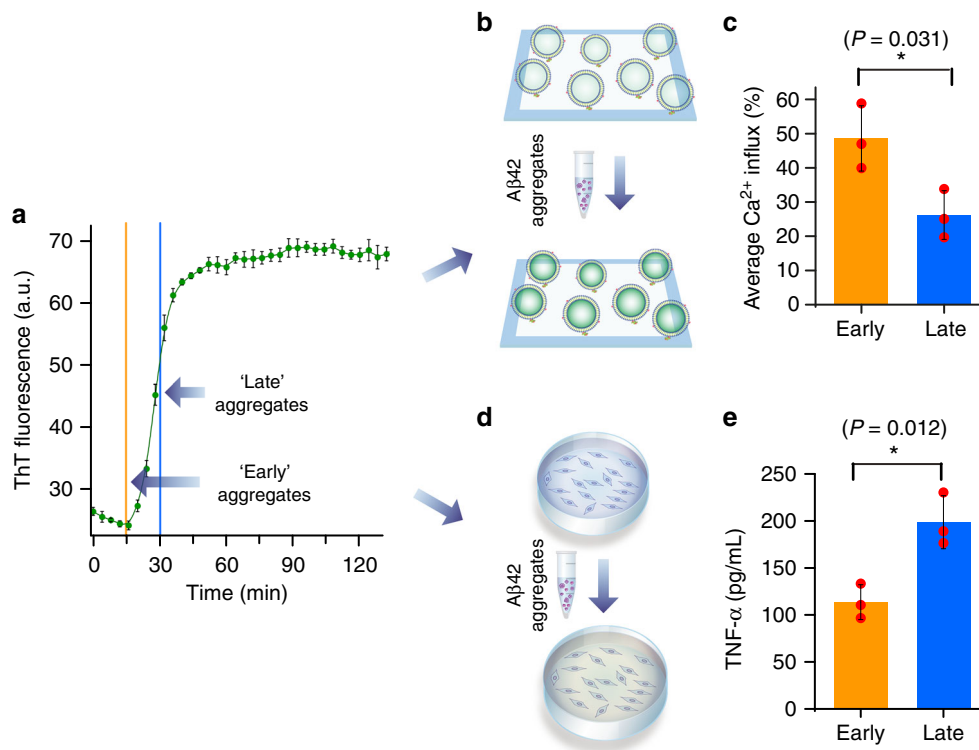 a
ThT fluorescence (a.u.)
70
60
50
40
30
'Late'
aggregates
'Early'
aggregates
0
30
60
90
120
Time (min)
b
Aβ42
aggregates
c
(P = 0.031)
*
Average Ca²⁺ influx (%)
60
50
40
30
20
10
0
Early
Late
d
Aβ42
aggregates
e
(P = 0.012)
*
TNF-α (pg/mL)
250
200
150
100
50
0
Early
Late